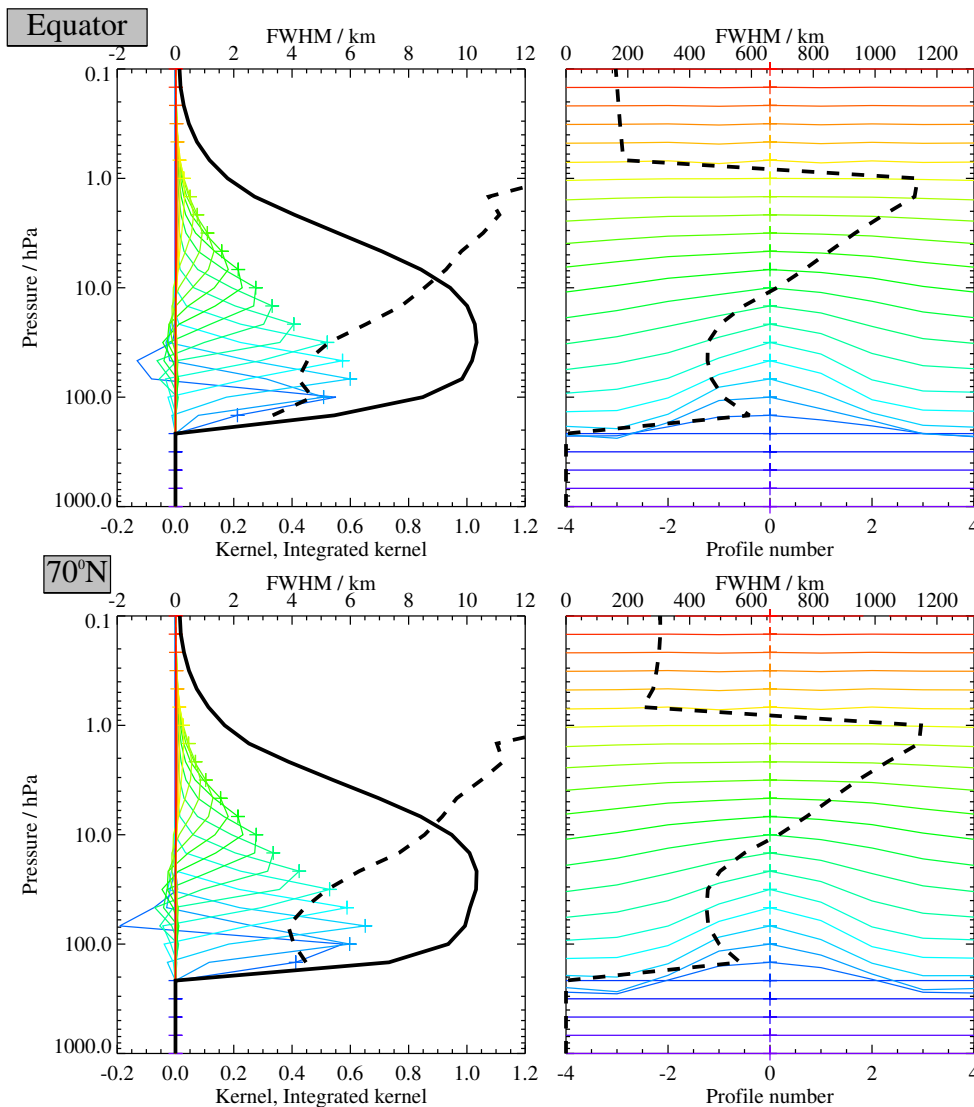 Equator
FWHM / km
FWHM / km
-2 0 2 4 6 8 10 12
0 200 400 600 800 1000 1200
0.1
1.0
10.0
100.0
1000.0
Pressure / hPa
-0.2 0.0 0.2 0.4 0.6 0.8 1.0 1.2
-4 -2 0 2 4
Kernel, Integrated kernel
Profile number
70⁰N
FWHM / km
FWHM / km
-2 0 2 4 6 8 10 12
0 200 400 600 800 1000 1200
0.1
1.0
10.0
100.0
1000.0
Pressure / hPa
-0.2 0.0 0.2 0.4 0.6 0.8 1.0 1.2
-4 -2 0 2 4
Kernel, Integrated kernel
Profile number